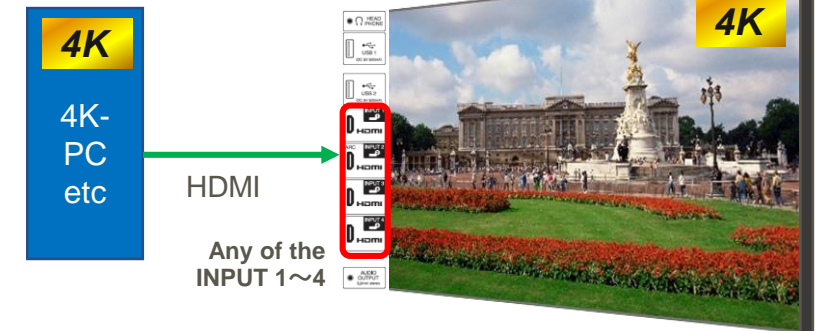 4K
4K-
PC
etc
HDMI
Any of the
INPUT 1～4
HEAD
PHONE
USB 1
USB 2
INPUT 1
HDMI
ARC
INPUT 2
HDMI
INPUT 3
HDMI
INPUT 4
HDMI
AUDIO
OUTPUT
4K